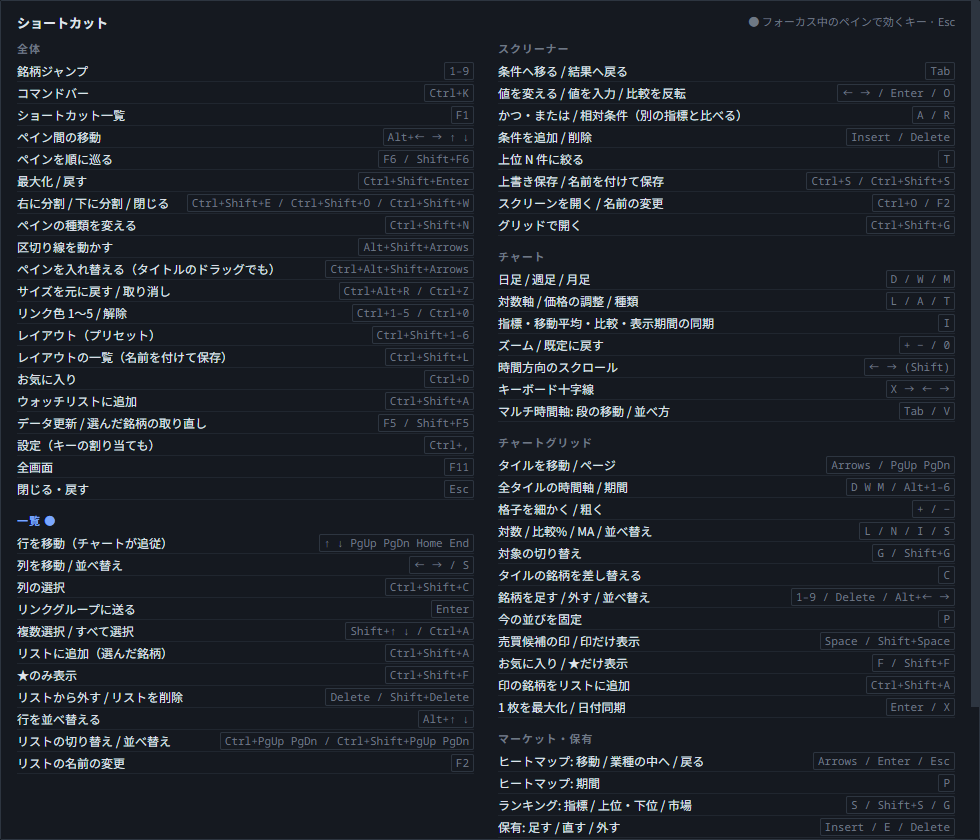 ショートカット
● フォーカス中のペインで効くキー · Esc
全体
銘柄ジャンプ 1-9
コマンドバー Ctrl+K
ショートカット一覧 F1
ペイン間の移動 Alt+← → ↑ ↓
ペインを順に巡る F6 / Shift+F6
最大化 / 戻す Ctrl+Shift+Enter
右に分割 / 下に分割 / 閉じる Ctrl+Shift+E / Ctrl+Shift+O / Ctrl+Shift+W
ペインの種類を変える Ctrl+Shift+N
区切り線を動かす Alt+Shift+Arrows
ペインを入れ替える（タイトルのドラッグでも） Ctrl+Alt+Shift+Arrows
サイズを元に戻す / 取り消し Ctrl+Alt+R / Ctrl+Z
リンク色 1〜5 / 解除 Ctrl+1-5 / Ctrl+0
レイアウト（プリセット） Ctrl+Shift+1-6
レイアウトの一覧（名前を付けて保存） Ctrl+Shift+L
お気に入り Ctrl+D
ウォッチリストに追加 Ctrl+Shift+A
データ更新 / 選んだ銘柄の取り直し F5 / Shift+F5
設定（キーの割り当ても） Ctrl+,
全画面 F11
閉じる・戻す Esc
一覧 ●
行を移動（チャートが追従） ↑ ↓ PgUp PgDn Home End
列を移動 / 並べ替え ← → / S
列の選択 Ctrl+Shift+C
リンクグループに送る Enter
複数選択 / すべて選択 Shift+↑ ↓ / Ctrl+A
リストに追加（選んだ銘柄） Ctrl+Shift+A
★のみ表示 Ctrl+Shift+F
リストから外す / リストを削除 Delete / Shift+Delete
行を並べ替える Alt+↑ ↓
リストの切り替え / 並べ替え Ctrl+PgUp PgDn / Ctrl+Shift+PgUp PgDn
リストの名前の変更 F2
スクリーナー
条件へ移る / 結果へ戻る Tab
値を変える / 値を入力 / 比較を反転 ← → / Enter / O
かつ・または / 相対条件（別の指標と比べる） A / R
条件を追加 / 削除 Insert / Delete
上位 N 件に絞る T
上書き保存 / 名前を付けて保存 Ctrl+S / Ctrl+Shift+S
スクリーンを開く / 名前の変更 Ctrl+O / F2
グリッドで開く Ctrl+Shift+G
チャート
日足 / 週足 / 月足 D / W / M
対数軸 / 価格の調整 / 種類 L / A / T
指標・移動平均・比較・表示期間の同期 I
ズーム / 既定に戻す + − / 0
時間方向のスクロール ← → (Shift)
キーボード十字線 X → ← →
マルチ時間軸: 段の移動 / 並べ方 Tab / V
チャートグリッド
タイルを移動 / ページ Arrows / PgUp PgDn
全タイルの時間軸 / 期間 D W M / Alt+1-6
格子を細かく / 粗く + / −
対数 / 比較% / MA / 並べ替え L / N / I / S
対象の切り替え G / Shift+G
タイルの銘柄を差し替える C
銘柄を足す / 外す / 並べ替え 1-9 / Delete / Alt+← →
今の並びを固定 P
売買候補の印 / 印だけ表示 Space / Shift+Space
お気に入り / ★だけ表示 F / Shift+F
印の銘柄をリストに追加 Ctrl+Shift+A
1 枚を最大化 / 日付同期 Enter / X
マーケット・保有
ヒートマップ: 移動 / 業種の中へ / 戻る Arrows / Enter / Esc
ヒートマップ: 期間 P
ランキング: 指標 / 上位・下位 / 市場 S / Shift+S / G
保有: 足す / 直す / 外す Insert / E / Delete